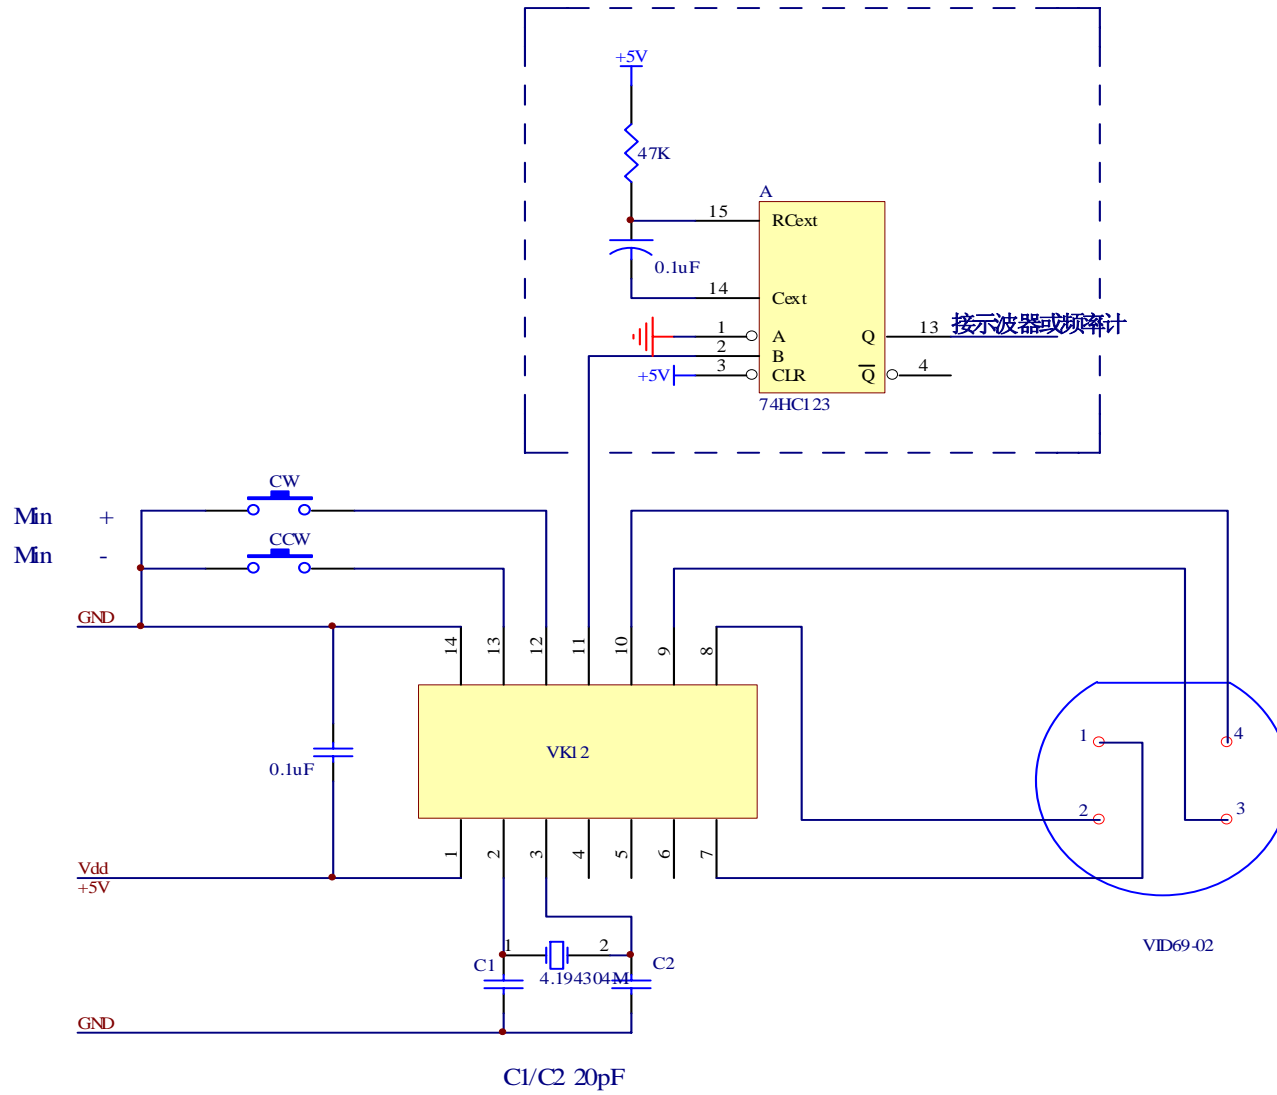 +5V
47K
A
15
RCext
0.1uF
14
Cext
1
A
2
B
3
CLR
+5V
Q
13
接示波器或频率计
Q
4
74HC123
CW
Min +
CCW
Min -
GND
14
13
12
11
10
9
8
VK12
0.1uF
1
2
3
4
5
6
7
Vdd
+5V
1
4
2
3
VID69-02
1
2
C1
4.194304M
C2
GND
C1/C2 20pF